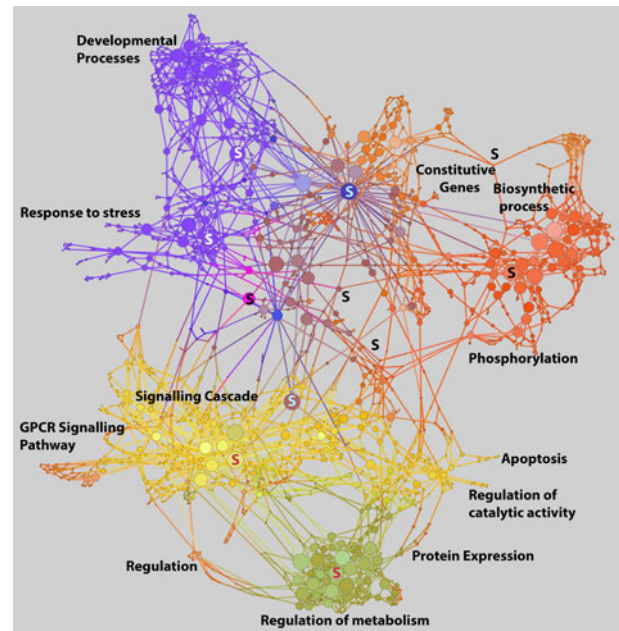 Developmental
Processes
S
S
S
Constitutive
Genes
Biosynthetic
process
Response to stress
S
S
S
S
S
Phosphorylation
Signalling Cascade
S
GPCR Signalling
Pathway
S
Apoptosis
Regulation of
catalytic activity
Protein Expression
Regulation
S
Regulation of metabolism